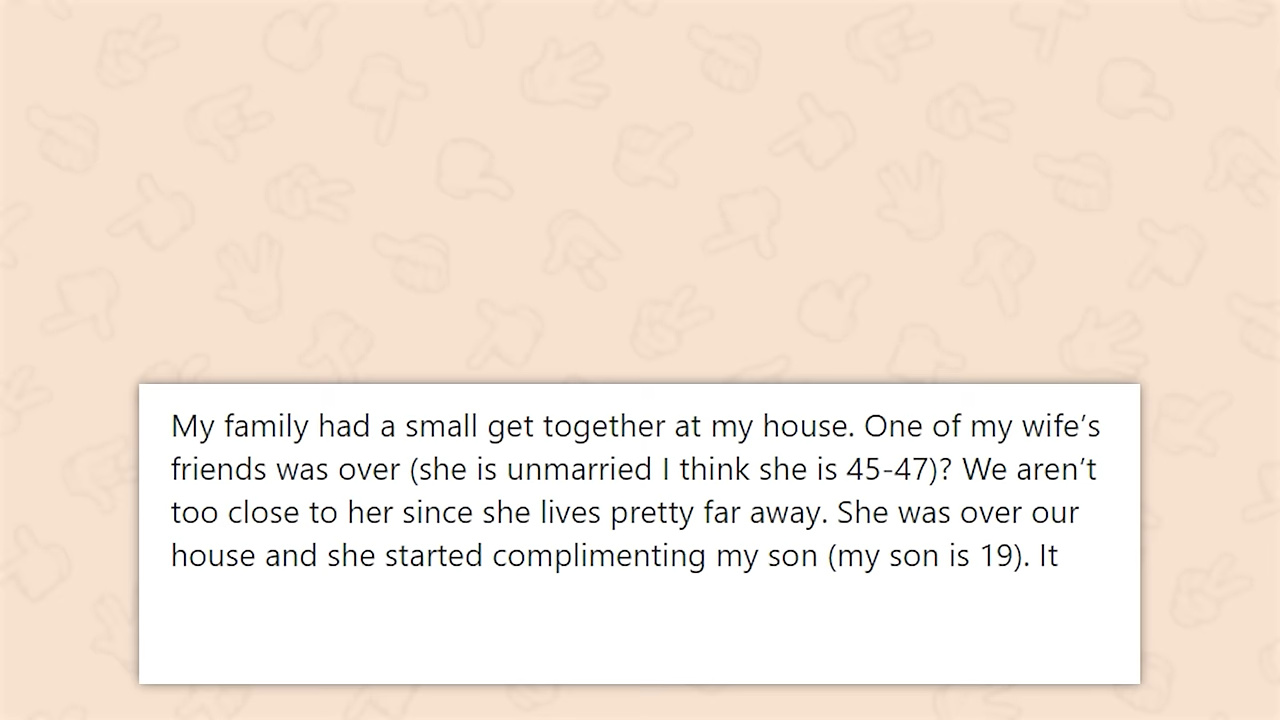 My family had a small get together at my house. One of my wife’s
friends was over (she is unmarried I think she is 45-47)? We aren’t
too close to her since she lives pretty far away. She was over our
house and she started complimenting my son (my son is 19). It